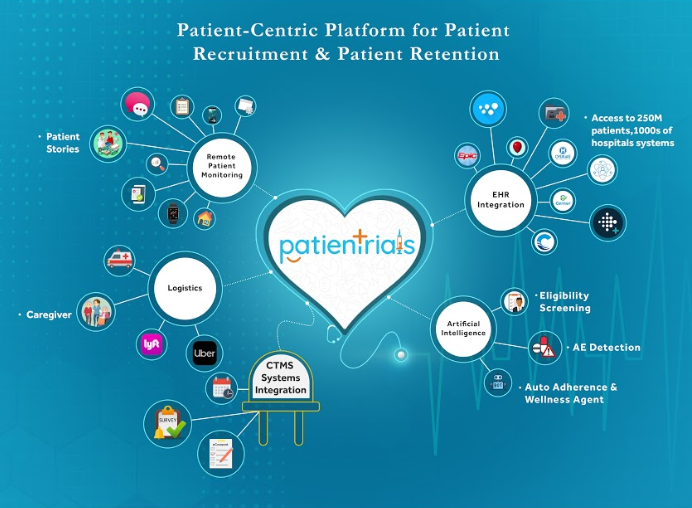 Patient-Centric Platform for Patient
Recruitment & Patient Retention
• Patient
Stories
Remote
Patient
Monitoring
• Access to 250M
patients,1000s of
hospitals systems
Epic
EHR
Integration
patientrials
Logistics
• Caregiver
lyft
Uber
Artificial
Intelligence
• Eligibility
Screening
• AE Detection
• Auto Adherence &
Wellness Agent
CTMS
Systems
Integration
SURVEY
eConsent